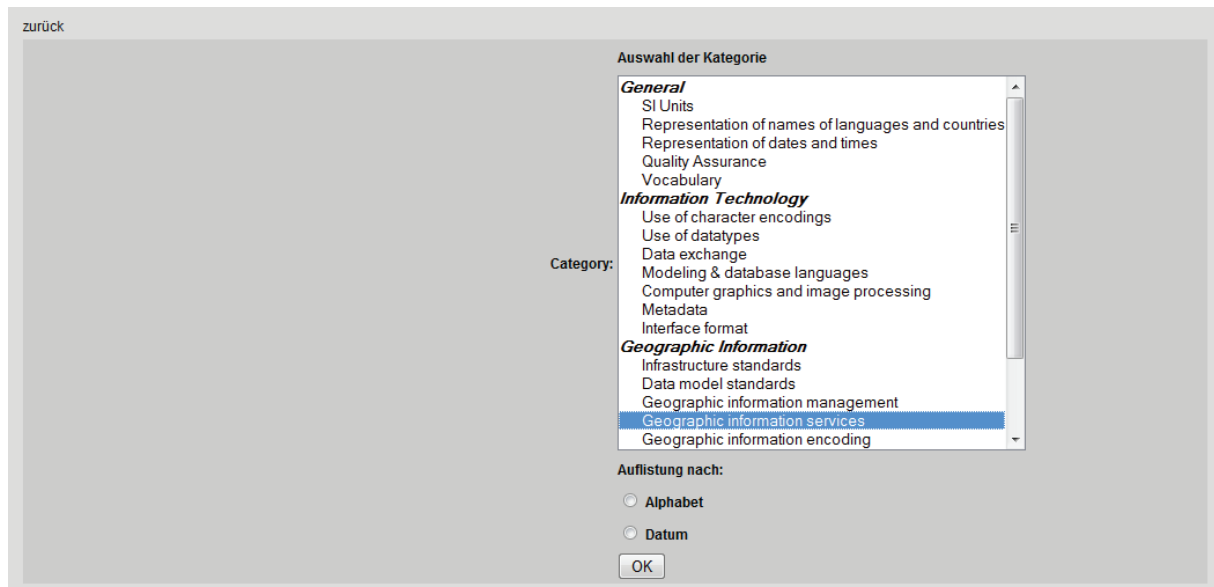 zurück
Auswahl der Kategorie
Category:
General
SI Units
Representation of names of languages and countries
Representation of dates and times
Quality Assurance
Vocabulary
Information Technology
Use of character encodings
Use of datatypes
Data exchange
Modeling & database languages
Computer graphics and image processing
Metadata
Interface format
Geographic Information
Infrastructure standards
Data model standards
Geographic information management
Geographic information services
Geographic information encoding
Auflistung nach:
Alphabet
Datum
OK